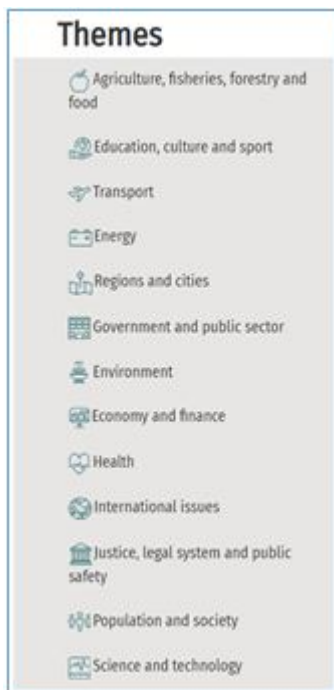 Themes
Agriculture, fisheries, forestry and
food
Education, culture and sport
Transport
Energy
Regions and cities
Government and public sector
Environment
Economy and finance
Health
International issues
Justice, legal system and public
safety
Population and society
Science and technology